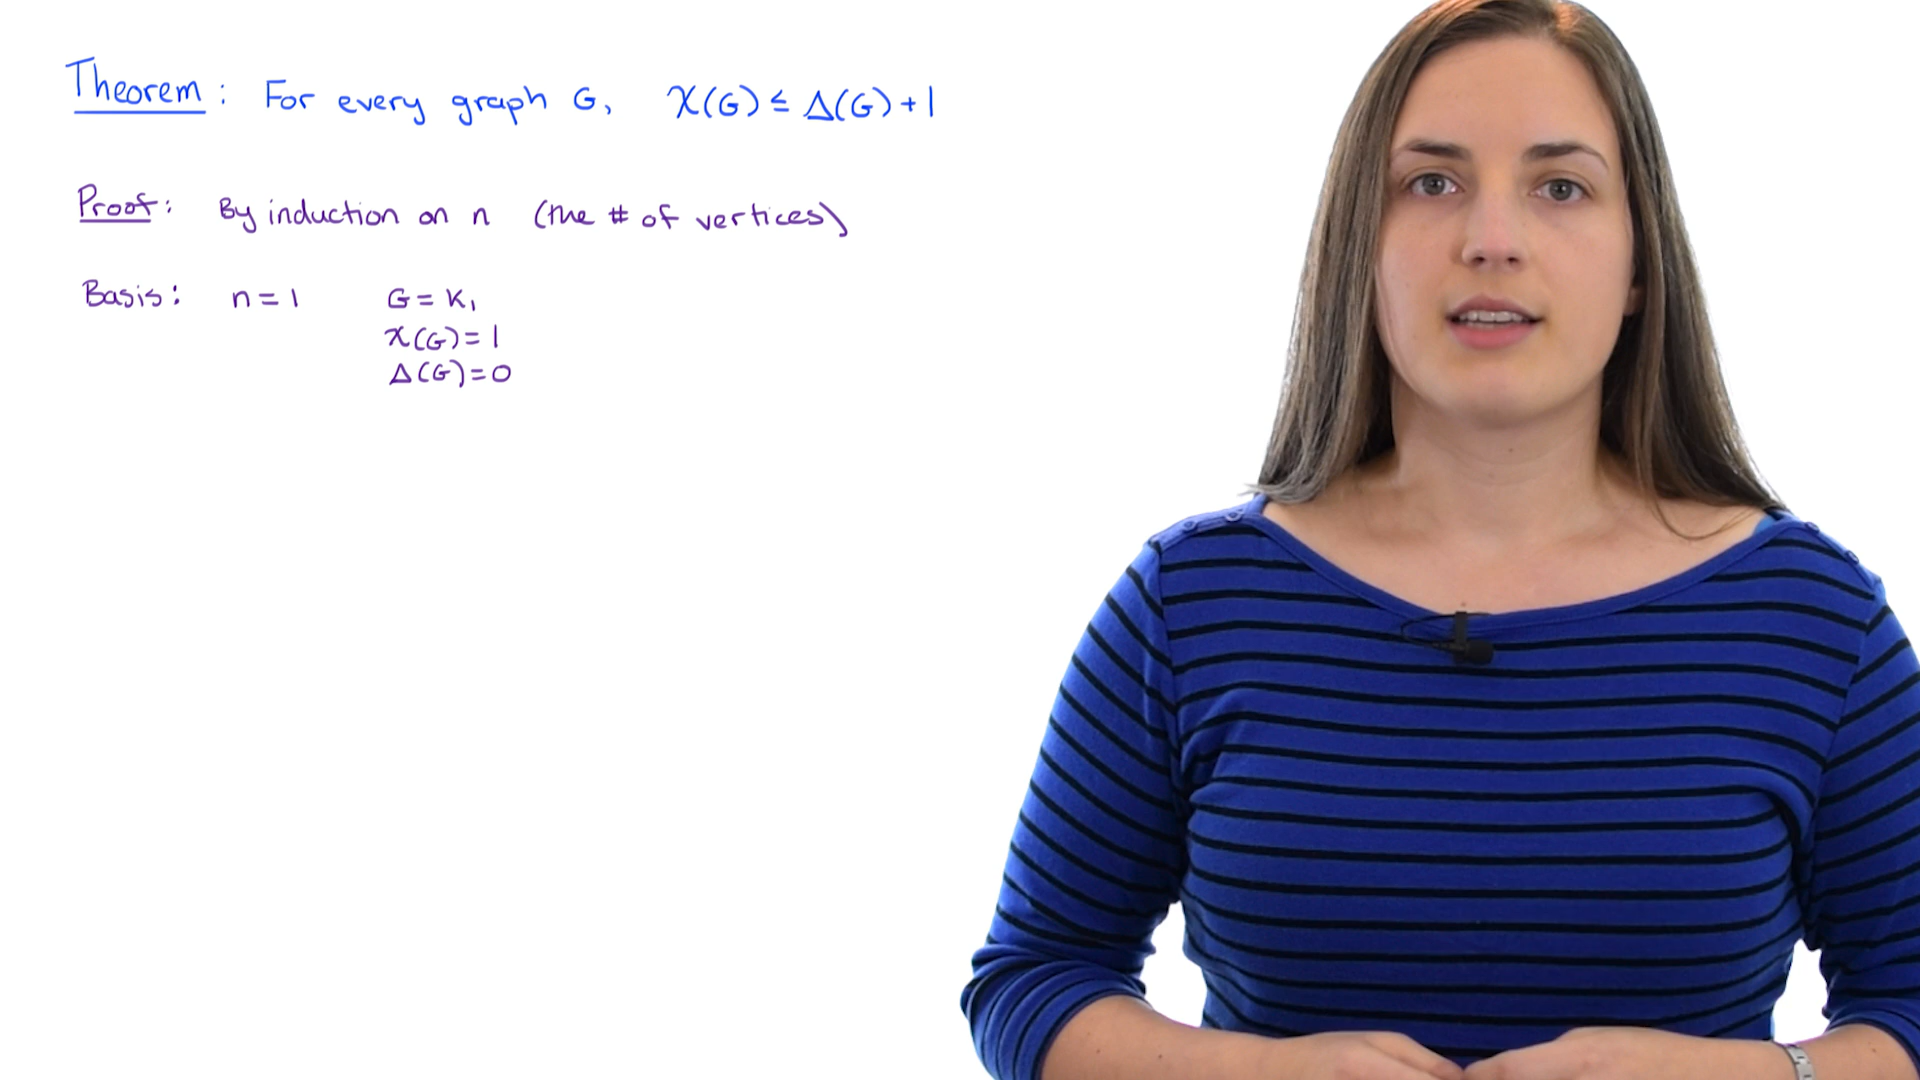 Theorem: For every graph G, χ(G) ≤ Δ(G)+1
Proof: By induction on n (the # of vertices)
Basis: n=1 G=K₁
χ(G)=1
Δ(G)=0